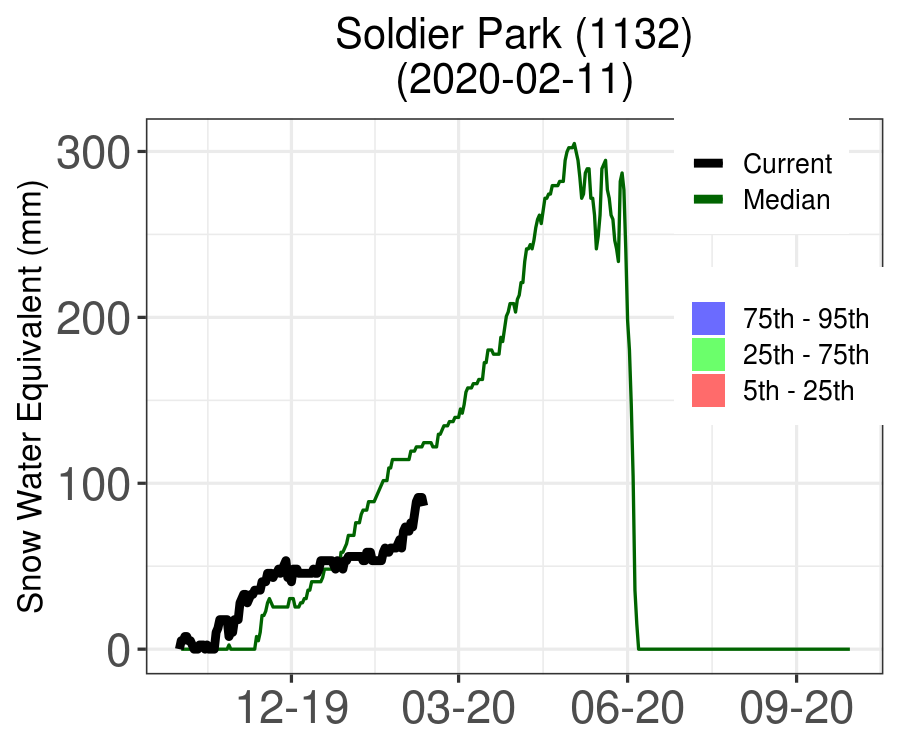 Soldier Park (1132)
(2020-02-11)
Snow Water Equivalent (mm)
300
200
100
0
12-19
03-20
06-20
09-20
Current
Median
75th - 95th
25th - 75th
5th - 25th